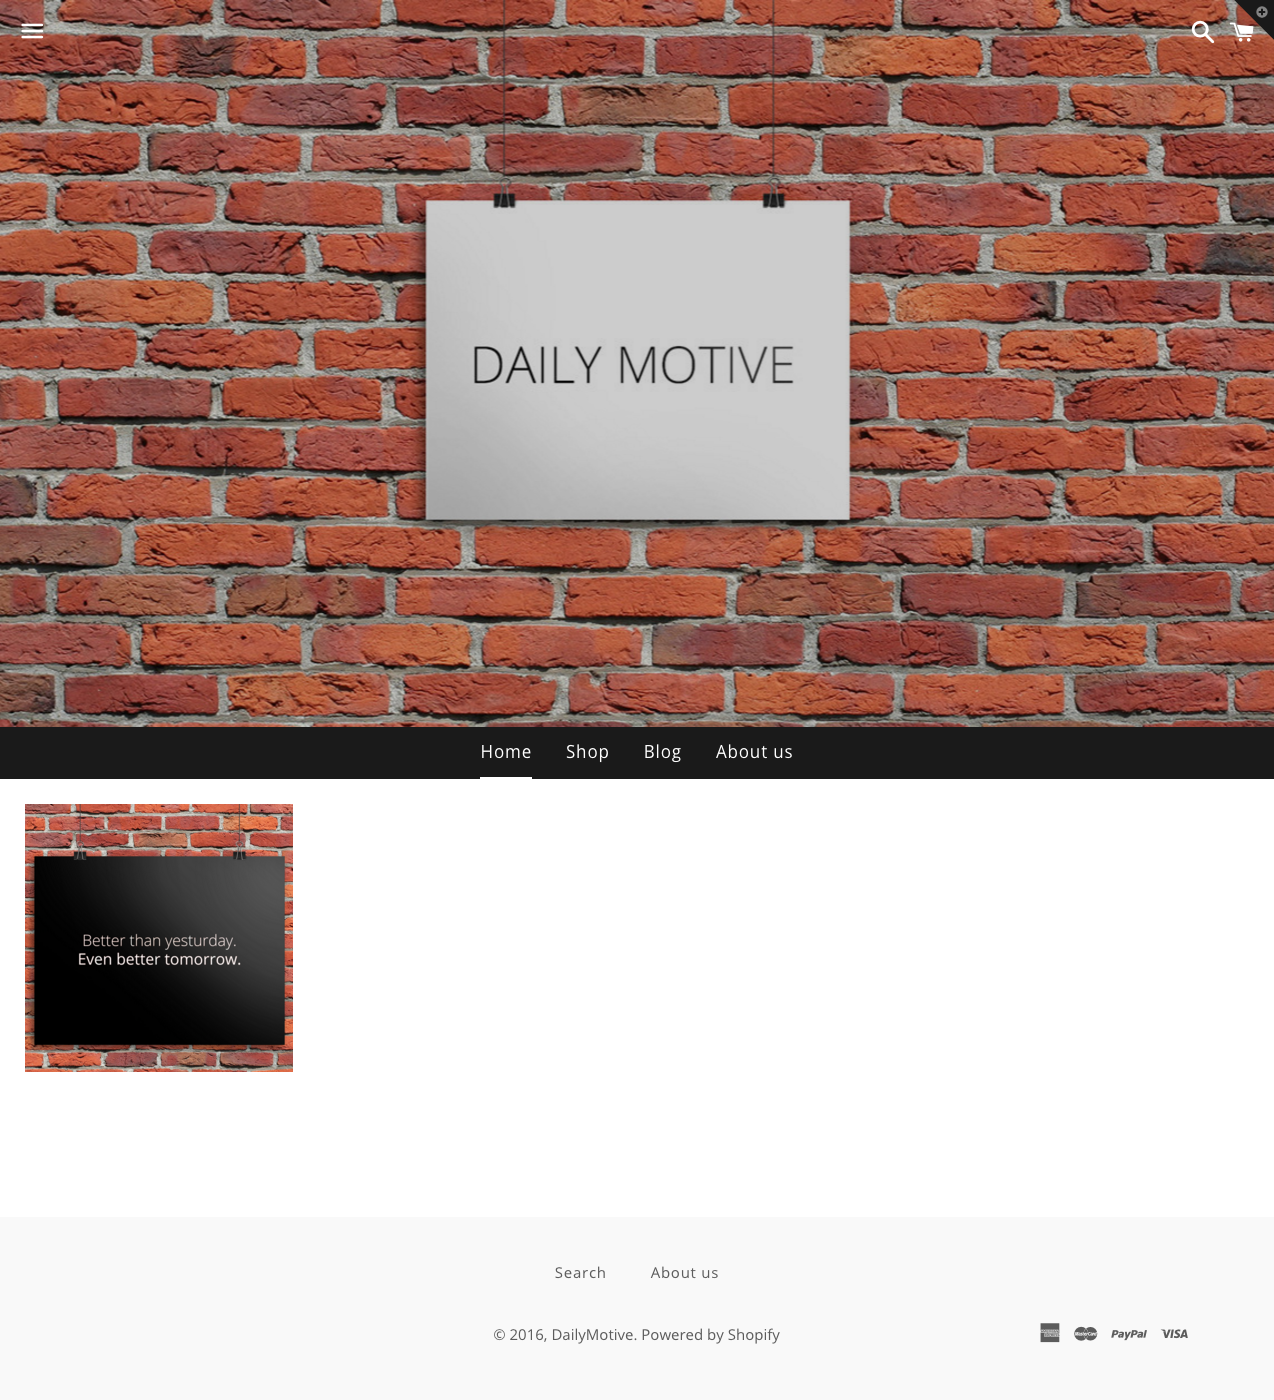 DAILY MOTIVE
Home Shop Blog About us
Better than yesturday.
Even better tomorrow.
Search About us
© 2016, DailyMotive. Powered by Shopify
MasterCard PayPal VISA